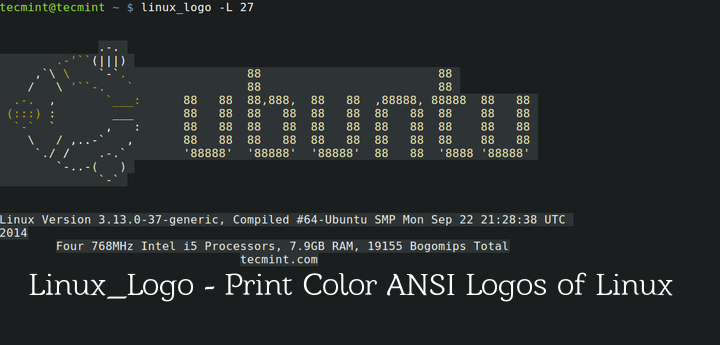 tecmint@tecmint ~ $ linux_logo -L 27
              .-.
        .-'``(|||)
     ,`\ \    `-`.                 88                         88
    /   \ '``-.   `                88                         88
  .-.  ,       `___:      88   88  88,888,  88   88  ,88888, 88888  88   88
 (:::) :        ___       88   88  88   88  88   88  88   88  88    88   88
  `-`  `       ,   :      88   88  88   88  88   88  88   88  88    88   88
    \   / ,..-`   ,       88   88  88   88  88   88  88   88  88    88   88
     `./ /    .-.`        '88888'  '88888'  '88888'  88   88  '8888 '88888'
        `-..-(   )
              `-`
Linux Version 3.13.0-37-generic, Compiled #64-Ubuntu SMP Mon Sep 22 21:28:38 UTC
2014
Four 768MHz Intel i5 Processors, 7.9GB RAM, 19155 Bogomips Total
tecmint.com
Linux_Logo - Print Color ANSI Logos of Linux